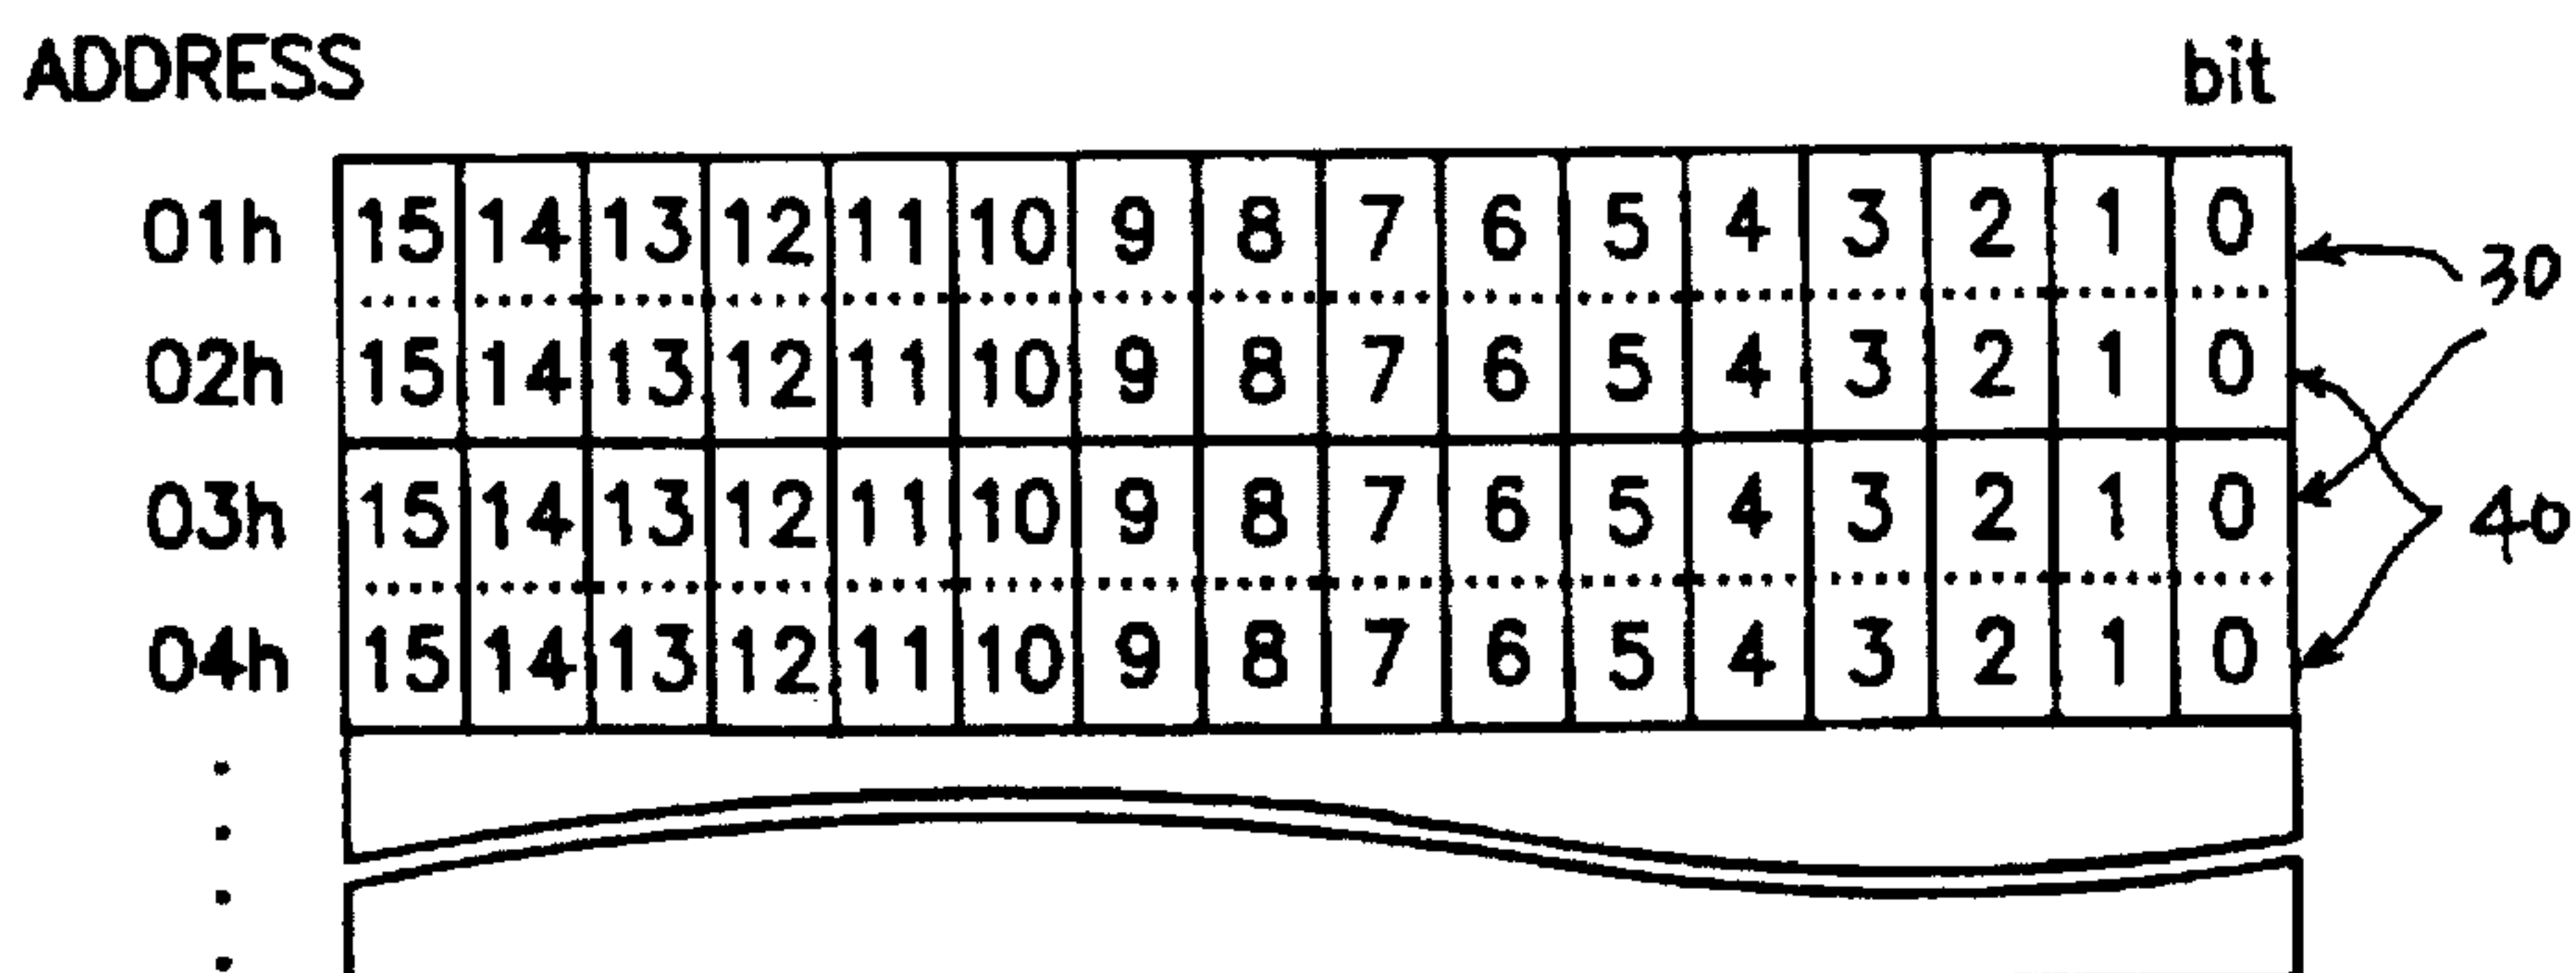 ADDRESS bit
01h 15 14 13 12 11 10 9 8 7 6 5 4 3 2 1 0
30
02h 15 14 13 12 11 10 9 8 7 6 5 4 3 2 1 0
03h 15 14 13 12 11 10 9 8 7 6 5 4 3 2 1 0
40
04h 15 14 13 12 11 10 9 8 7 6 5 4 3 2 1 0